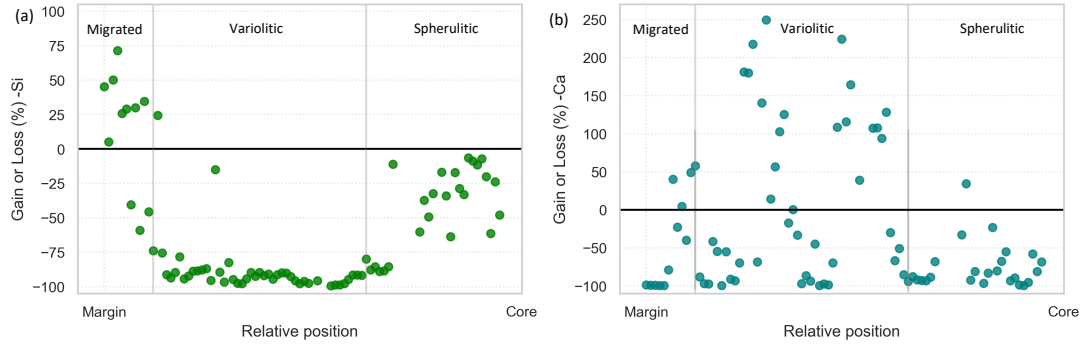 (a)
Migrated
Variolitic
Spherulitic
Gain or Loss (%) -Si
100
75
50
25
0
−25
−50
−75
−100
Margin
Core
Relative position
(b)
Migrated
Variolitic
Spherulitic
Gain or Loss (%) -Ca
250
200
150
100
50
0
−50
−100
Margin
Core
Relative position